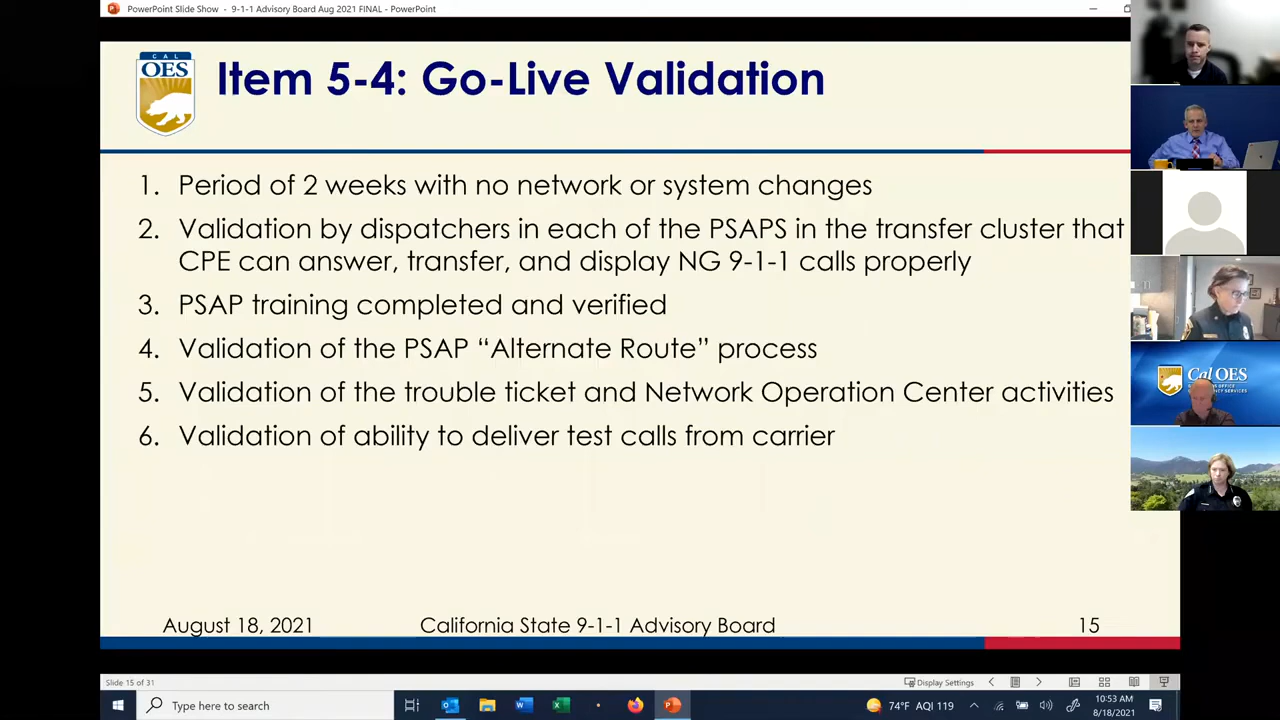 PowerPoint Slide Show - 9-1-1 Advisory Board Aug 2021 FINAL - PowerPoint
CAL
OES
Item 5-4: Go-Live Validation
1. Period of 2 weeks with no network or system changes
2. Validation by dispatchers in each of the PSAPS in the transfer cluster that
CPE can answer, transfer, and display NG 9-1-1 calls properly
3. PSAP training completed and verified
4. Validation of the PSAP “Alternate Route” process
5. Validation of the trouble ticket and Network Operation Center activities
6. Validation of ability to deliver test calls from carrier
Cal OES
August 18, 2021
California State 9-1-1 Advisory Board
15
Slide 15 of 31
Display Settings
Type here to search
74°F AQI 119
10:53 AM
8/18/2021